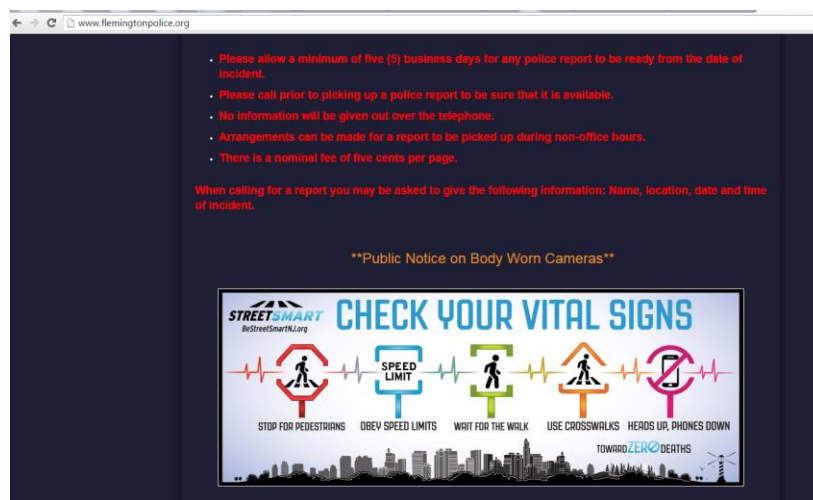 www.flemingtonpolice.org
• Please allow a minimum of five (5) business days for any police report to be ready from the date of
incident.
• Please call prior to picking up a police report to be sure that it is available.
• No information will be given out over the telephone.
• Arrangements can be made for a report to be picked up during non-office hours.
• There is a nominal fee of five cents per page.
When calling for a report you may be asked to give the following information: Name, location, date and time
of incident.
**Public Notice on Body Worn Cameras**
STREETSMART
BeStreetSmartNJ.org
CHECK YOUR VITAL SIGNS
SPEED
LIMIT
STOP FOR PEDESTRIANS
OBEY SPEED LIMITS
WAIT FOR THE WALK
USE CROSSWALKS
HEADS UP, PHONES DOWN
TOWARD ZERO DEATHS